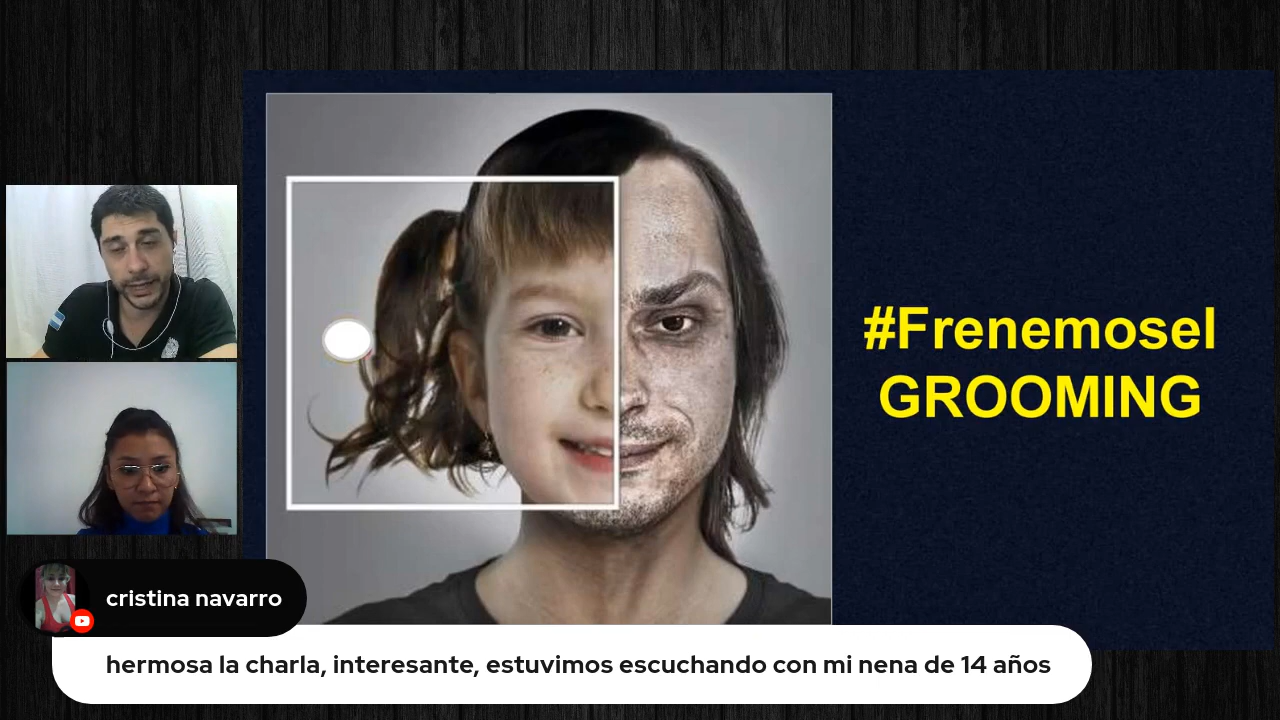 #Frenemosel
GROOMING
cristina navarro
hermosa la charla, interesante, estuvimos escuchando con mi nena de 14 años